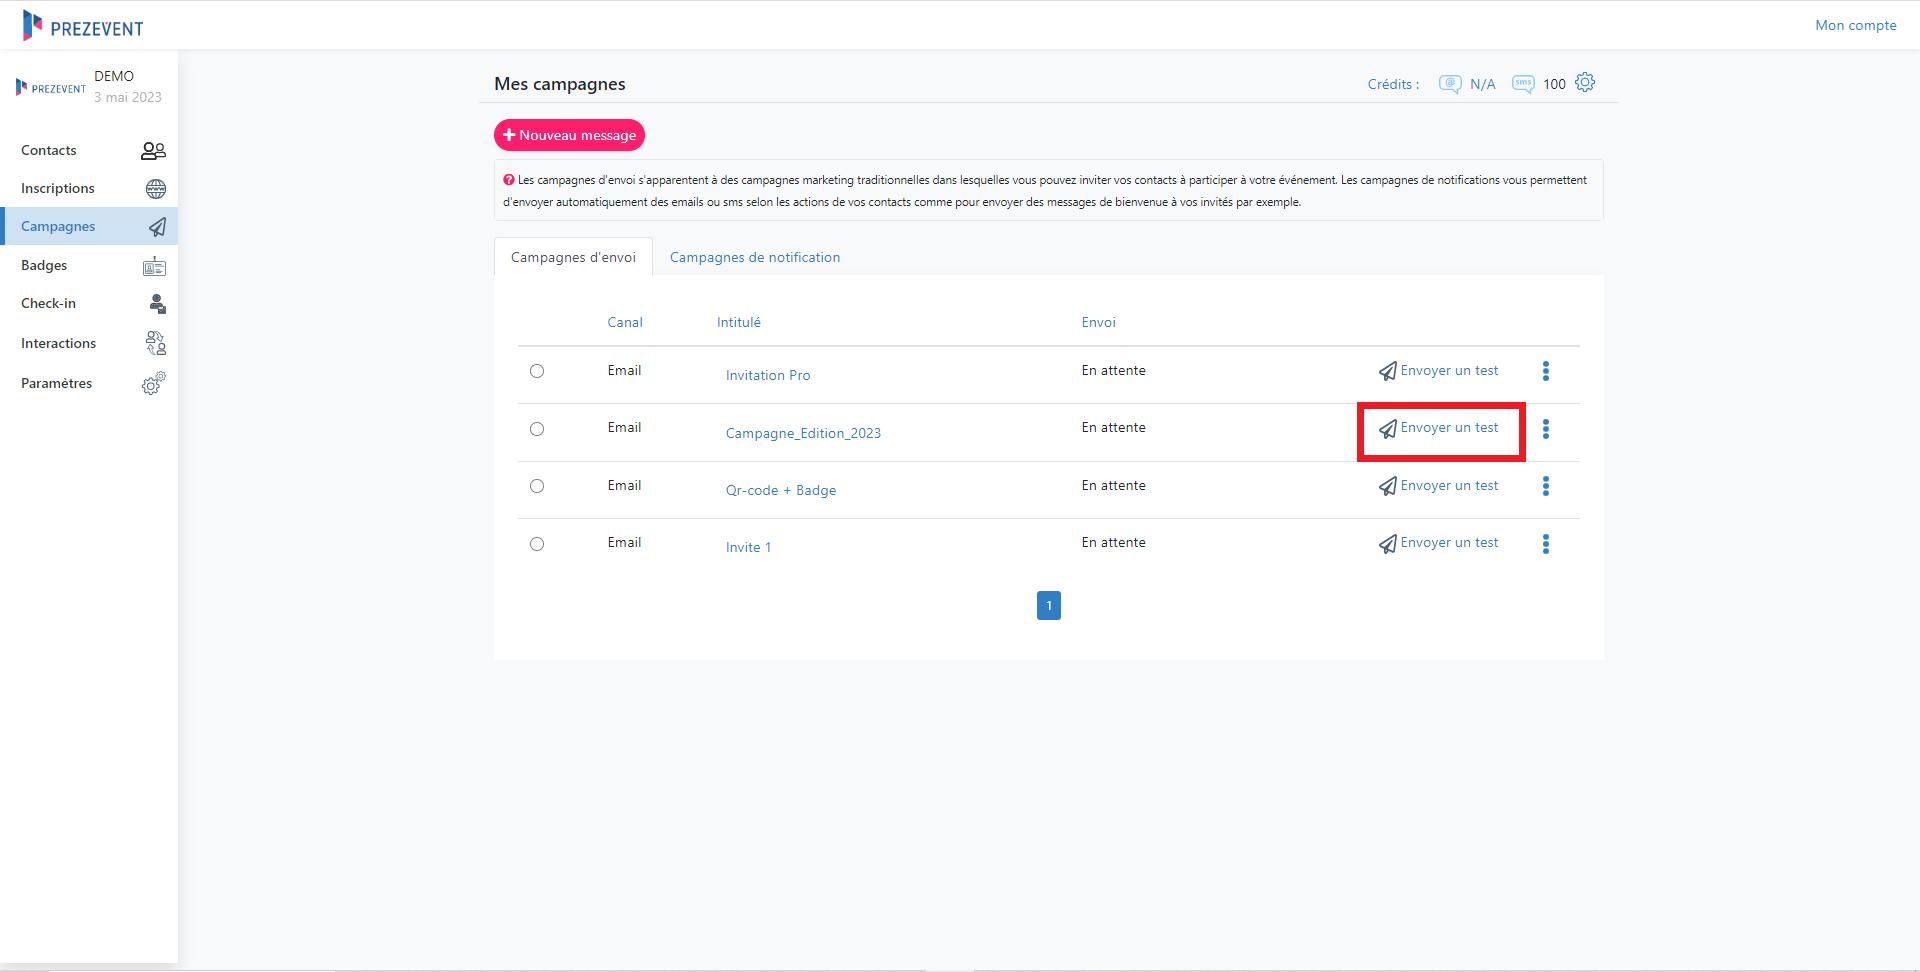 PREZEVENT
Mon compte
PREZEVENT
DEMO
3 mai 2023
Contacts
Inscriptions
Campagnes
Badges
Check-in
Interactions
Paramètres
Mes campagnes
Crédits : @ N/A sms 100
+ Nouveau message
? Les campagnes d'envoi s'apparentent à des campagnes marketing traditionnelles dans lesquelles vous pouvez inviter vos contacts à participer à votre événement. Les campagnes de notifications vous permettent
d'envoyer automatiquement des emails ou sms selon les actions de vos contacts comme pour envoyer des messages de bienvenue à vos invités par exemple.
Campagnes d'envoi Campagnes de notification
Canal Intitulé Envoi
Email Invitation Pro En attente Envoyer un test
Email Campagne_Edition_2023 En attente Envoyer un test
Email Qr-code + Badge En attente Envoyer un test
Email Invite 1 En attente Envoyer un test
1